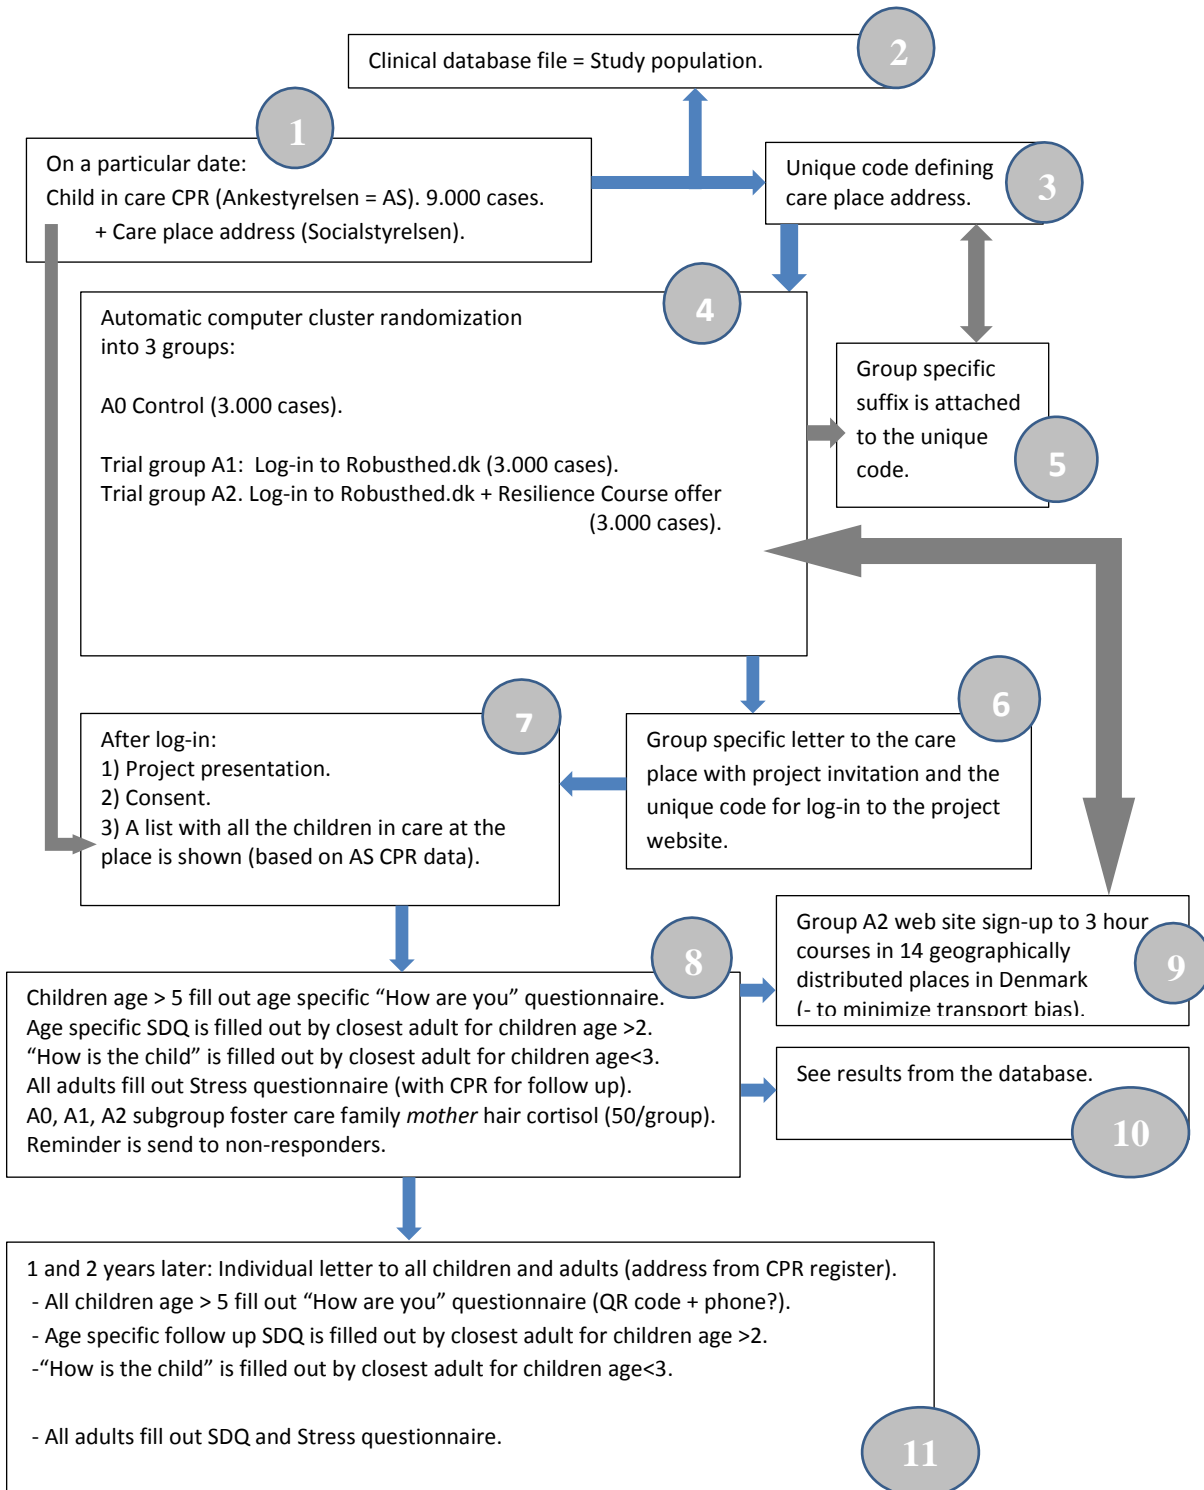 2
Clinical database file = Study population.
1
On a particular date:
Child in care CPR (Ankestyrelsen = AS). 9.000 cases.
+ Care place address (Socialstyrelsen).
3
Unique code defining
care place address.
4
Automatic computer cluster randomization
into 3 groups:
A0 Control (3.000 cases).
Trial group A1:  Log-in to Robusthed.dk (3.000 cases).
Trial group A2. Log-in to Robusthed.dk + Resilience Course offer
(3.000 cases).
Group specific
suffix is attached
to the unique
code.
5
6
Group specific letter to the care
place with project invitation and the
unique code for log-in to the project
website.
7
After log-in:
1) Project presentation.
2) Consent.
3) A list with all the children in care at the
place is shown (based on AS CPR data).
8
Children age > 5 fill out age specific “How are you” questionnaire.
Age specific SDQ is filled out by closest adult for children age >2.
“How is the child” is filled out by closest adult for children age<3.
All adults fill out Stress questionnaire (with CPR for follow up).
A0, A1, A2 subgroup foster care family mother hair cortisol (50/group).
Reminder is send to non-responders.
Group A2 web site sign-up to 3 hour
courses in 14 geographically
distributed places in Denmark
(- to minimize transport bias).
9
See results from the database.
10
1 and 2 years later: Individual letter to all children and adults (address from CPR register).
- All children age > 5 fill out “How are you” questionnaire (QR code + phone?).
- Age specific follow up SDQ is filled out by closest adult for children age >2.
-“How is the child” is filled out by closest adult for children age<3.
- All adults fill out SDQ and Stress questionnaire.
11